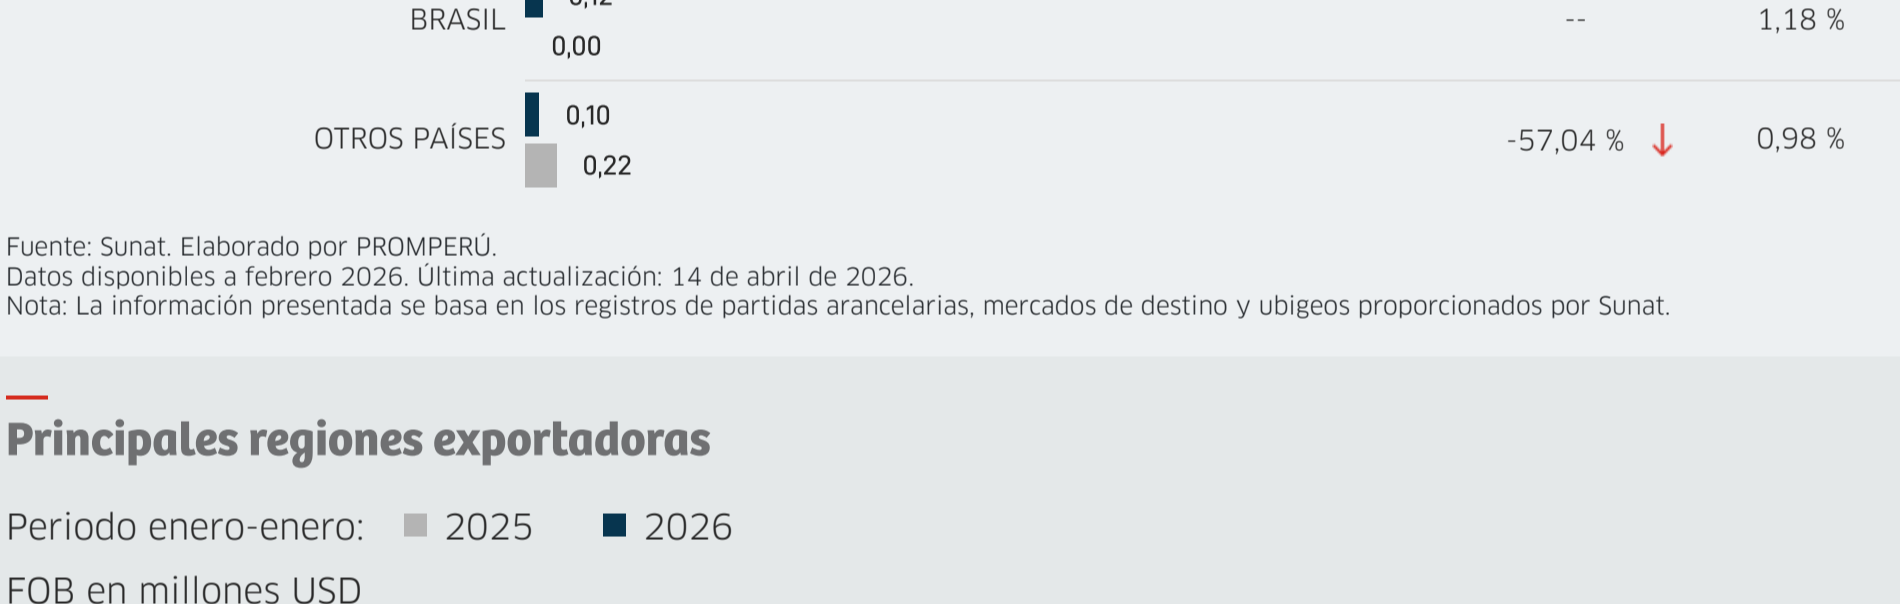 BRASIL
0,12
0,00
--
1,18 %
OTROS PAÍSES
0,10
0,22
-57,04 %
0,98 %
Fuente: Sunat. Elaborado por PROMPERÚ.
Datos disponibles a febrero 2026. Última actualización: 14 de abril de 2026.
Nota: La información presentada se basa en los registros de partidas arancelarias, mercados de destino y ubigeos proporcionados por Sunat.
Principales regiones exportadoras
Periodo enero-enero: 2025 2026
FOB en millones USD